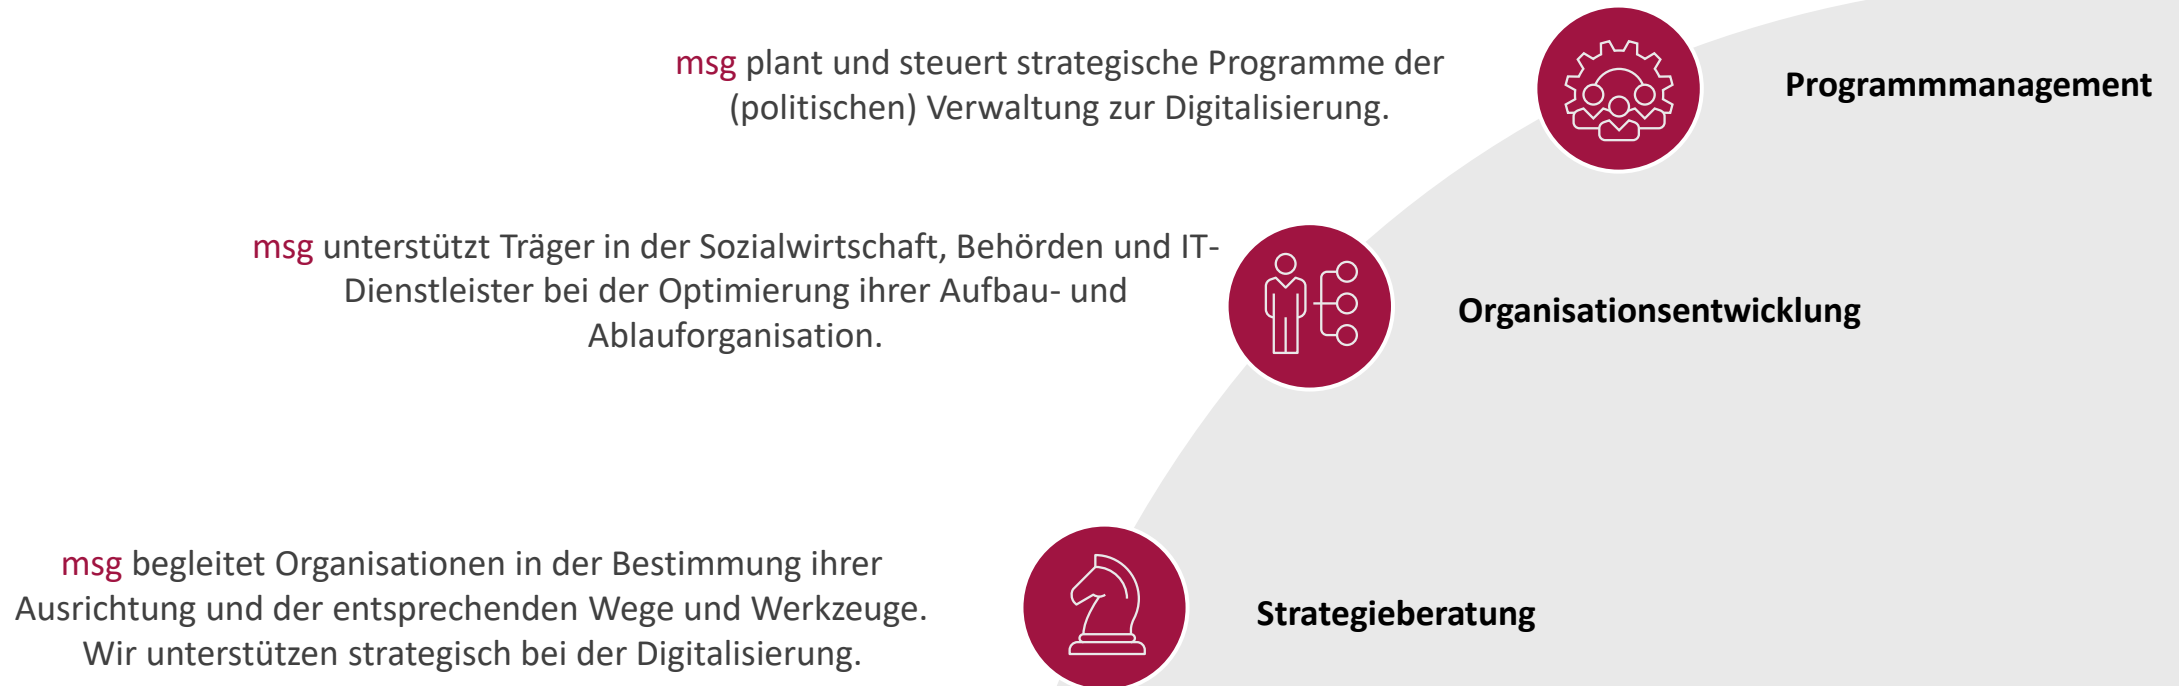 msg plant und steuert strategische Programme der
(politischen) Verwaltung zur Digitalisierung.
Programmmanagement
msg unterstützt Träger in der Sozialwirtschaft, Behörden und IT-
Dienstleister bei der Optimierung ihrer Aufbau- und
Ablauforganisation.
Organisationsentwicklung
msg begleitet Organisationen in der Bestimmung ihrer
Ausrichtung und der entsprechenden Wege und Werkzeuge.
Wir unterstützen strategisch bei der Digitalisierung.
Strategieberatung